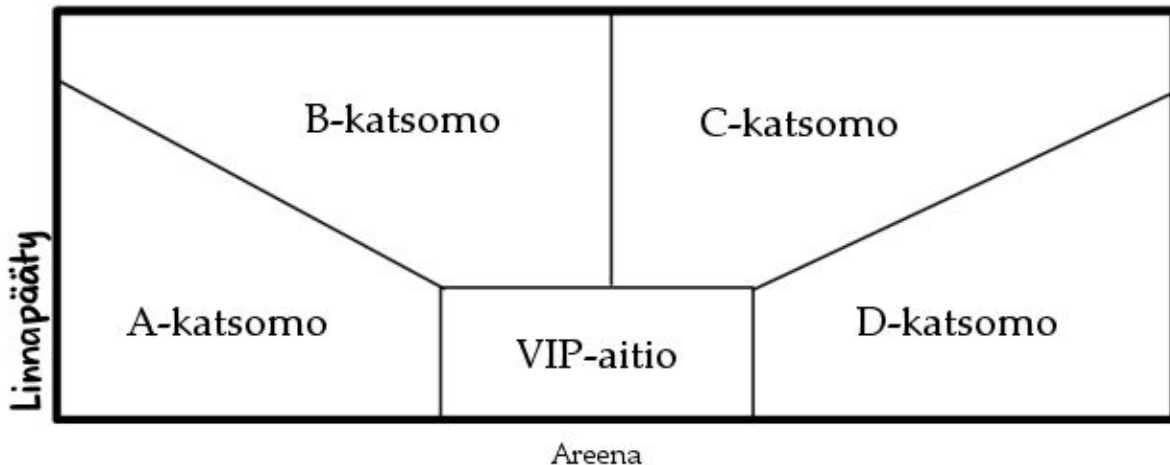 B-katsomo
C-katsomo
Linnapääty
A-katsomo
VIP-aitio
D-katsomo
Areena